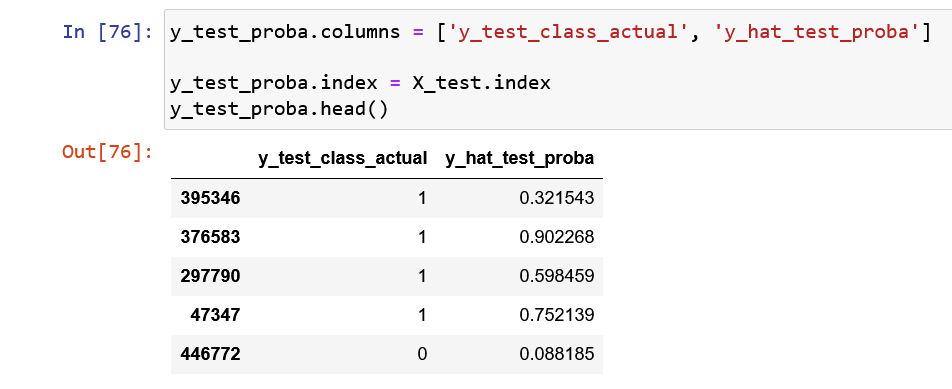 In [76]: y_test_proba.columns = ['y_test_class_actual', 'y_hat_test_proba']
y_test_proba.index = X_test.index
y_test_proba.head()
Out[76]:
y_test_class_actual y_hat_test_proba
395346 1 0.321543
376583 1 0.902268
297790 1 0.598459
47347 1 0.752139
446772 0 0.088185